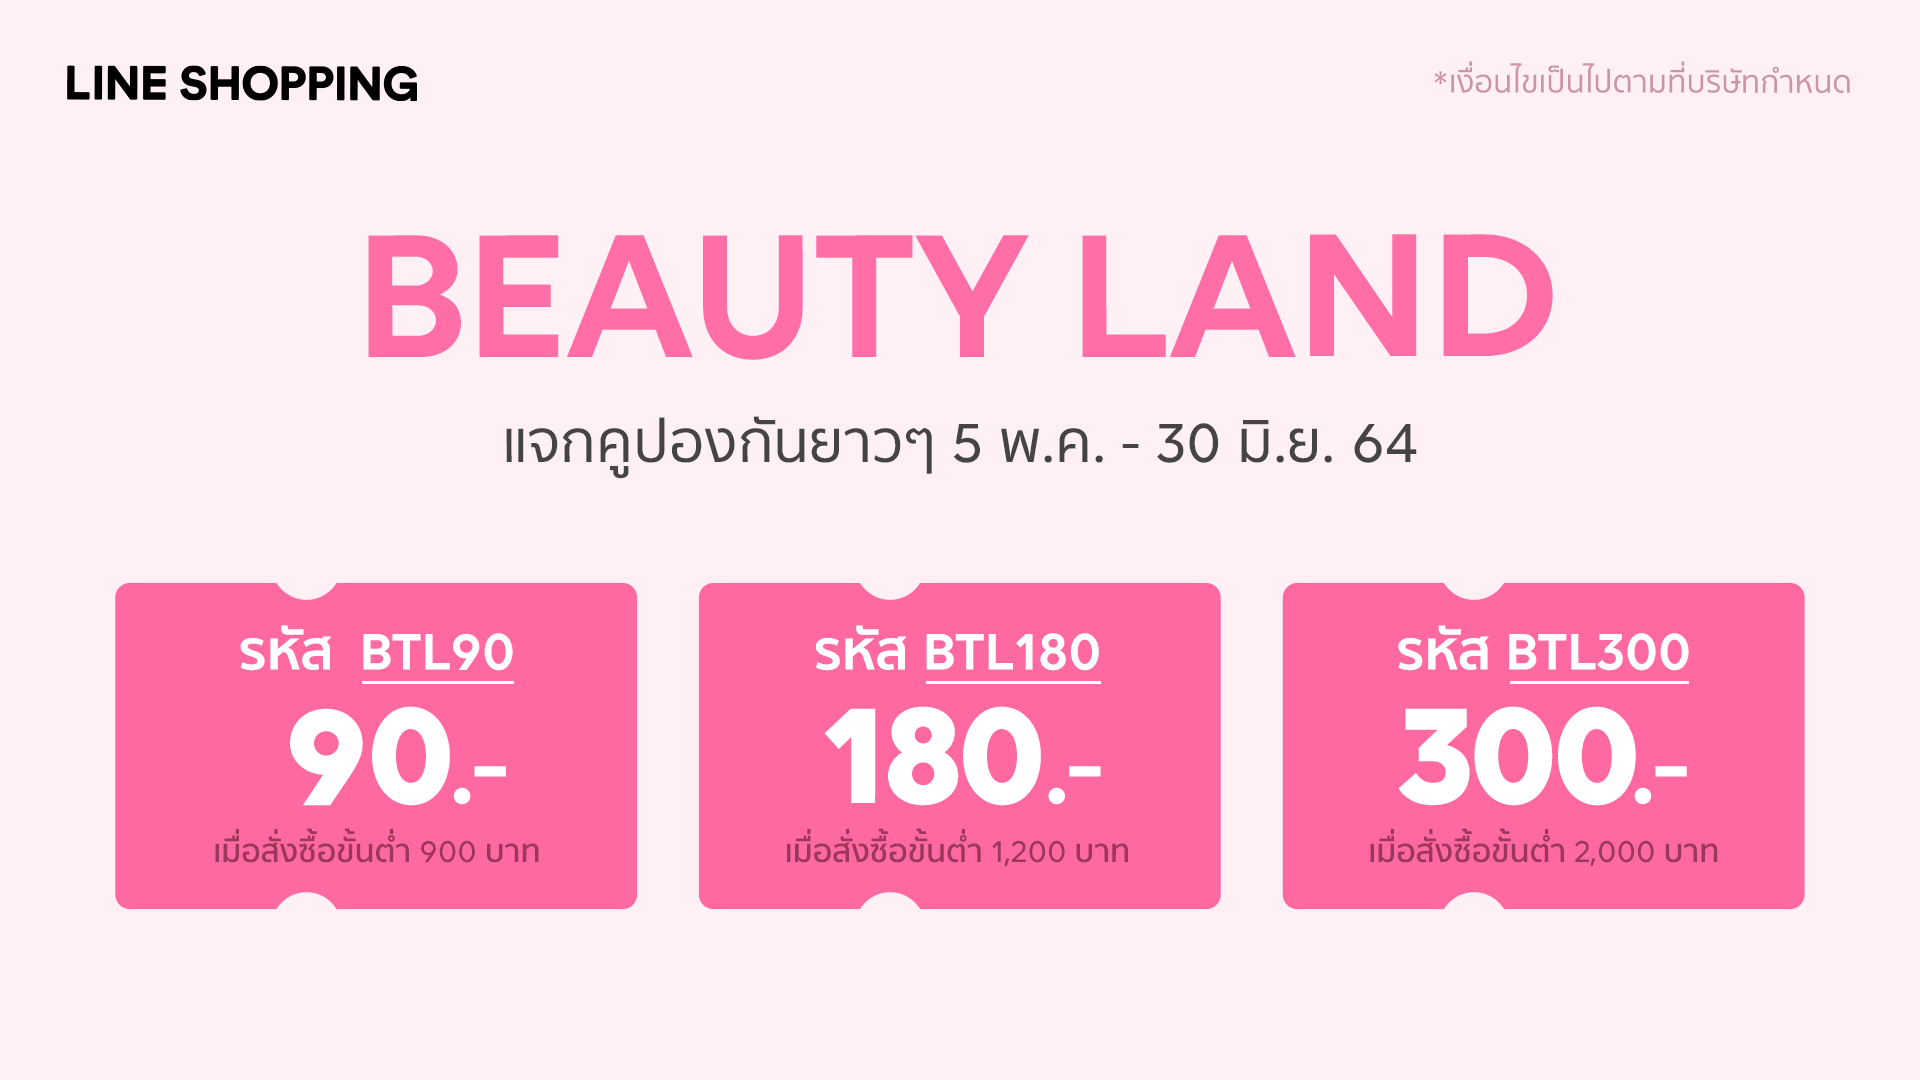 LINE SHOPPING
*เงื่อนไขเป็นไปตามที่บริษัทกำหนด
BEAUTY LAND
แจกคูปองกันยาวๆ 5 พ.ค. - 30 มิ.ย. 64
รหัส BTL90
90.-
เมื่อสั่งซื้อขั้นต่ำ 900 บาท
รหัส BTL180
180.-
เมื่อสั่งซื้อขั้นต่ำ 1,200 บาท
รหัส BTL300
300.-
เมื่อสั่งซื้อขั้นต่ำ 2,000 บาท